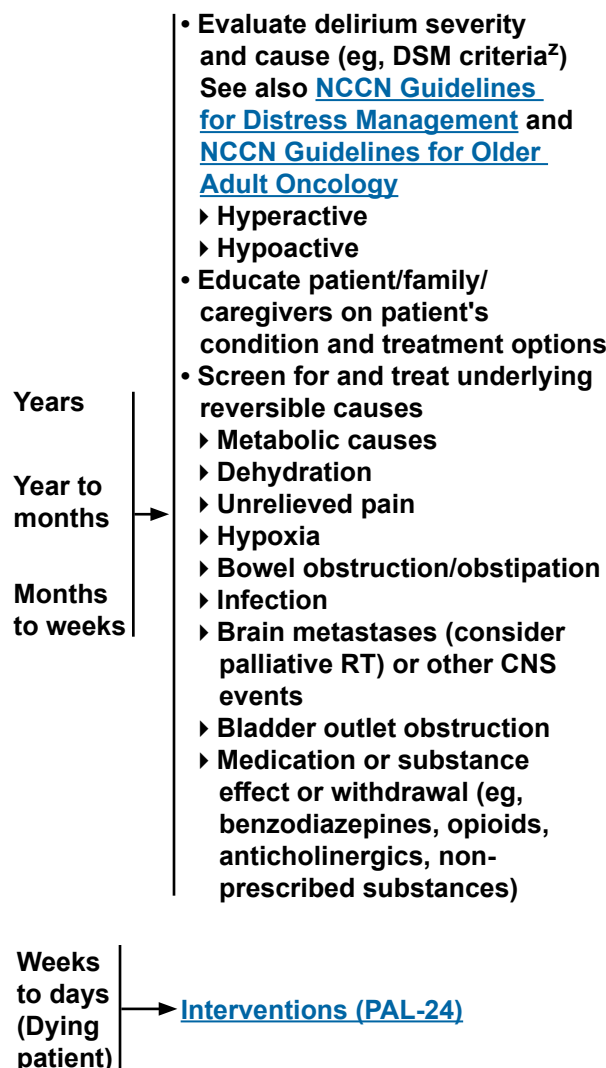 • Evaluate delirium severity
and cause (eg, DSM criteriaᶻ)
See also NCCN Guidelines
for Distress Management and
NCCN Guidelines for Older
Adult Oncology
▸ Hyperactive
▸ Hypoactive
• Educate patient/family/
caregivers on patient's
condition and treatment options
• Screen for and treat underlying
reversible causes
▸ Metabolic causes
▸ Dehydration
▸ Unrelieved pain
▸ Hypoxia
▸ Bowel obstruction/obstipation
▸ Infection
▸ Brain metastases (consider
palliative RT) or other CNS
events
▸ Bladder outlet obstruction
▸ Medication or substance
effect or withdrawal (eg,
benzodiazepines, opioids,
anticholinergics, non-
prescribed substances)
Years
Year to
months
Months
to weeks
Weeks
to days
(Dying
patient)
Interventions (PAL-24)